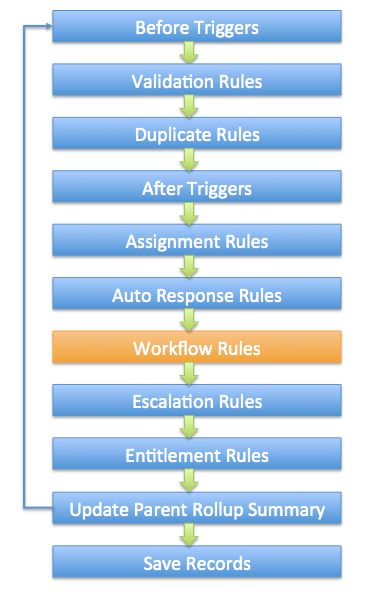 Before Triggers
Validation Rules
Duplicate Rules
After Triggers
Assignment Rules
Auto Response Rules
Workflow Rules
Escalation Rules
Entitlement Rules
Update Parent Rollup Summary
Save Records